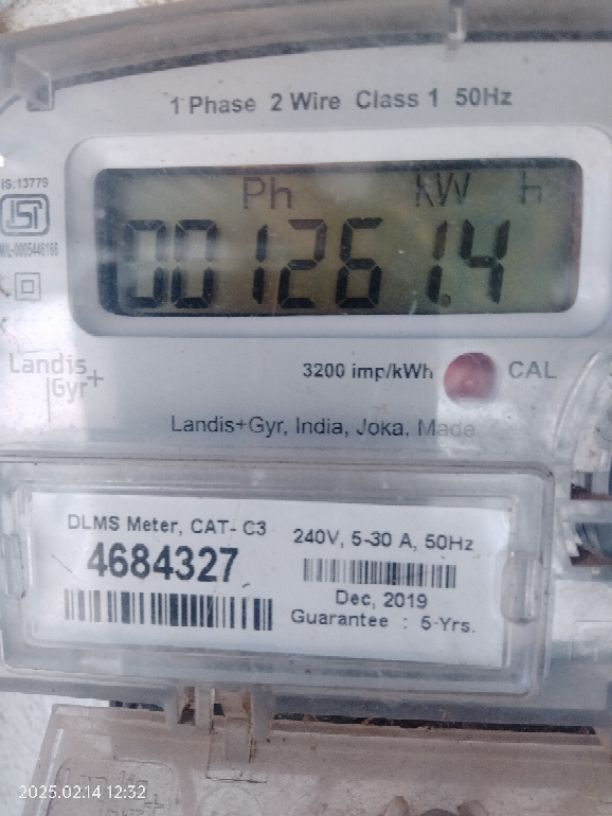 1 Phase 2 Wire Class 1 50Hz
IS:13779
Ph kW h
001261.4
Landis
Gyr+
3200 imp/kWh CAL
Landis+Gyr, India, Joka. Made
DLMS Meter, CAT- C3
4684327
240V, 5-30 A, 50Hz
Dec, 2019
Guarantee : 5-Yrs.
2025.02.14 12:32